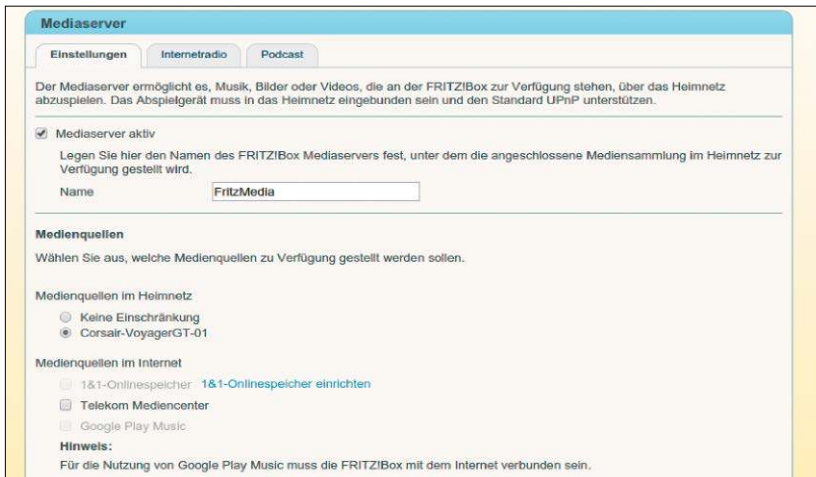 Mediaserver
Einstellungen
Internetradio
Podcast
Der Mediaserver ermöglicht es, Musik, Bilder oder Videos, die an der FRITZ!Box zur Verfügung stehen, über das Heimnetz
abzuspielen. Das Abspielgerät muss in das Heimnetz eingebunden sein und den Standard UPnP unterstützen.
Mediaserver aktiv
Legen Sie hier den Namen des FRITZ!Box Mediaservers fest, unter dem die angeschlossene Mediensammlung im Heimnetz zur
Verfügung gestellt wird.
Name FritzMedia
Medienquellen
Wählen Sie aus, welche Medienquellen zu Verfügung gestellt werden sollen.
Medienquellen im Heimnetz
Keine Einschränkung
Corsair-VoyagerGT-01
Medienquellen im Internet
1&1-Onlinespeicher 1&1-Onlinespeicher einrichten
Telekom Mediencenter
Google Play Music
Hinweis:
Für die Nutzung von Google Play Music muss die FRITZ!Box mit dem Internet verbunden sein.